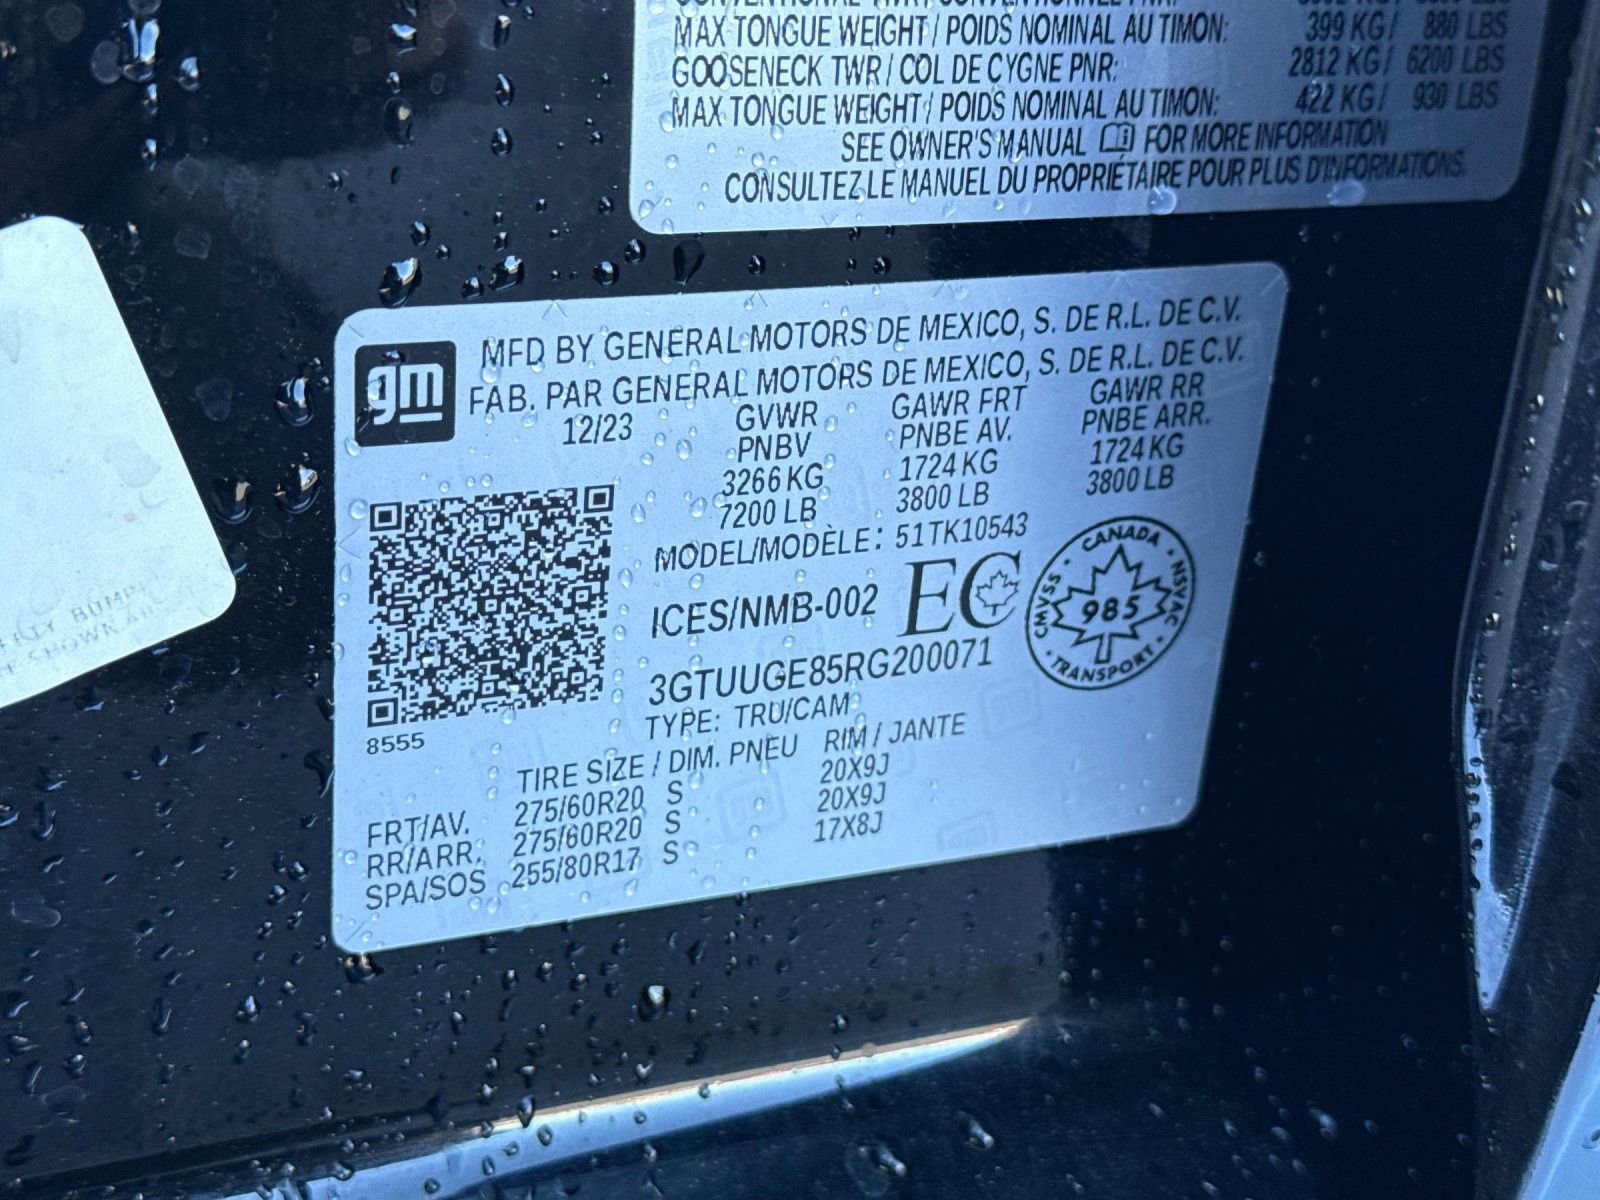 MAX TONGUE WEIGHT / POIDS NOMINAL AU TIMON: 399 KG / 880 LBS
GOOSENECK TWR / COL DE CYGNE PNR: 2812 KG / 6200 LBS
MAX TONGUE WEIGHT / POIDS NOMINAL AU TIMON: 422 KG / 930 LBS
SEE OWNER'S MANUAL FOR MORE INFORMATION
CONSULTEZ LE MANUEL DU PROPRIÉTAIRE POUR PLUS D'INFORMATIONS.
gm
MFD BY GENERAL MOTORS DE MEXICO, S. DE R.L. DE C.V.
FAB. PAR GENERAL MOTORS DE MEXICO, S. DE R.L. DE C.V.
12/23 GVWR GAWR FRT GAWR RR
PNBV PNBE AV. PNBE ARR.
3266 KG 1724 KG 1724 KG
7200 LB 3800 LB 3800 LB
MODEL/MODÈLE: 51TK10543
ICES/NMB-002 EC
CANADA
CMVSS 985 NSVAC
TRANSPORT
3GTUUGE85RG200071
8555
TYPE: TRU/CAM
TIRE SIZE / DIM. PNEU RIM / JANTE
FRT/AV. 275/60R20 S 20X9J
RR/ARR. 275/60R20 S 20X9J
SPA/SOS 255/80R17 S 17X8J
SHOWN